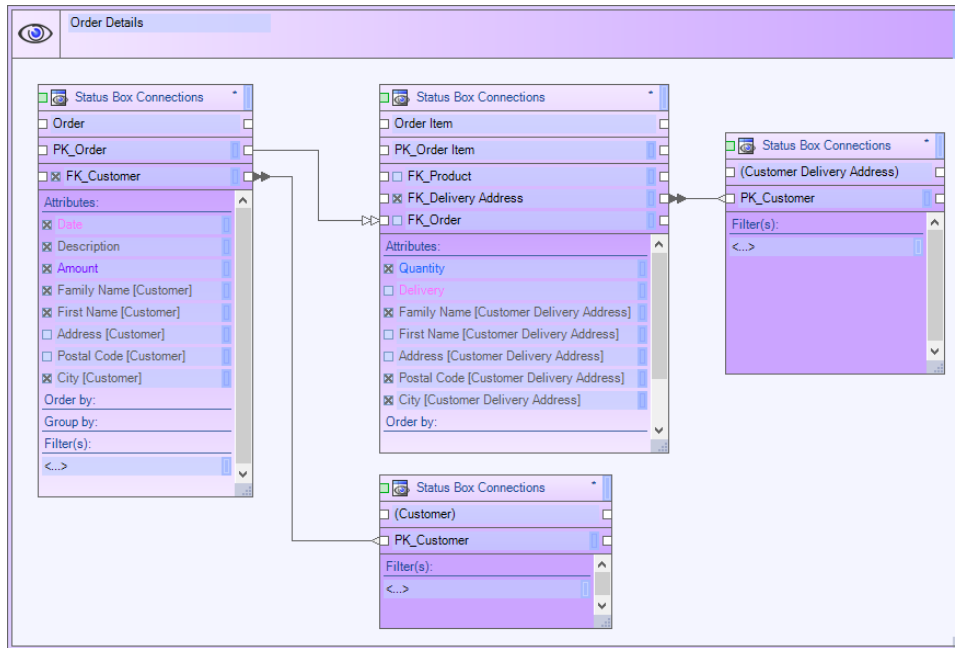 Order Details
Status Box Connections
Order
PK_Order
FK_Customer
Attributes:
Date
Description
Amount
Family Name [Customer]
First Name [Customer]
Address [Customer]
Postal Code [Customer]
City [Customer]
Order by:
Group by:
Filter(s):
<...>
Status Box Connections
Order Item
PK_Order Item
FK_Product
FK_Delivery Address
FK_Order
Attributes:
Quantity
Delivery
Family Name [Customer Delivery Address]
First Name [Customer Delivery Address]
Address [Customer Delivery Address]
Postal Code [Customer Delivery Address]
City [Customer Delivery Address]
Order by:
Status Box Connections
(Customer Delivery Address)
PK_Customer
Filter(s):
<...>
Status Box Connections
(Customer)
PK_Customer
Filter(s):
<...>